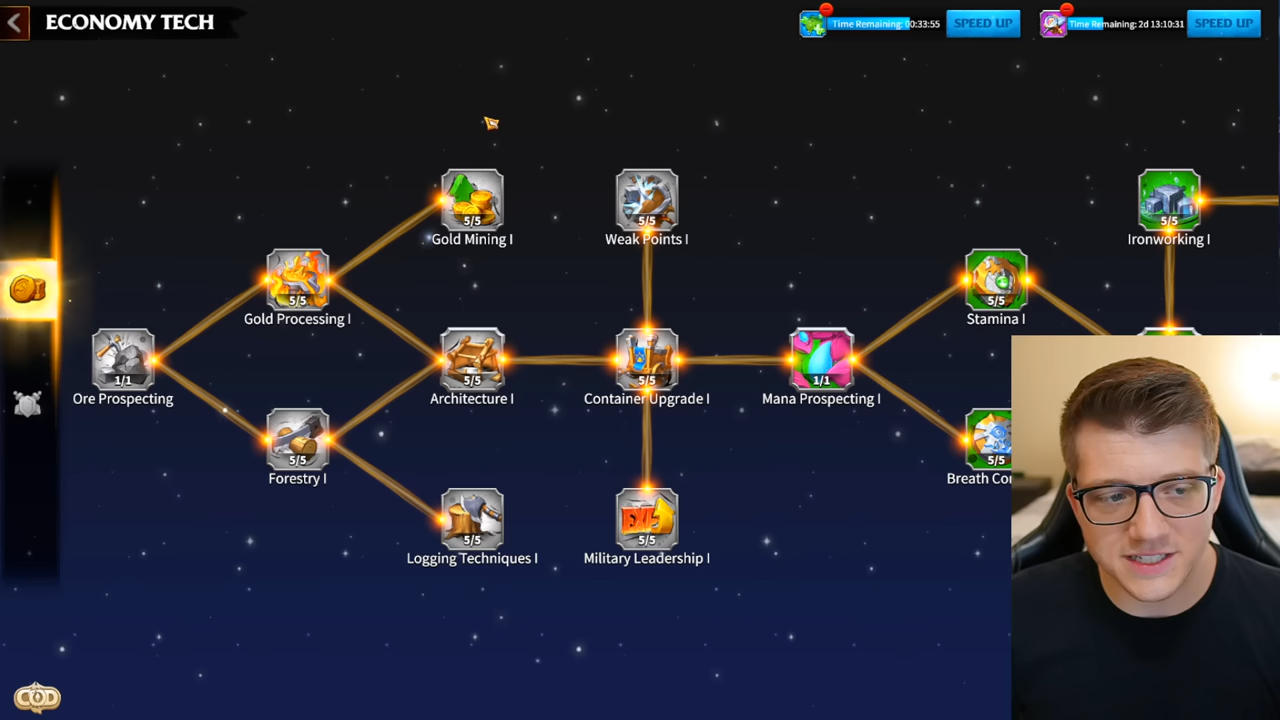 ECONOMY TECH
Time Remaining: 00:33:55
SPEED UP
Time Remaining: 2d 13:10:31
SPEED UP
5/5
Gold Mining I
5/5
Weak Points I
5/5
Ironworking I
5/5
Gold Processing I
5/5
Stamina I
1/1
Ore Prospecting
5/5
Architecture I
5/5
Container Upgrade I
1/1
Mana Prospecting I
5/5
Forestry I
5/5
Breath Co
5/5
Logging Techniques I
EXP
5/5
Military Leadership I
COD